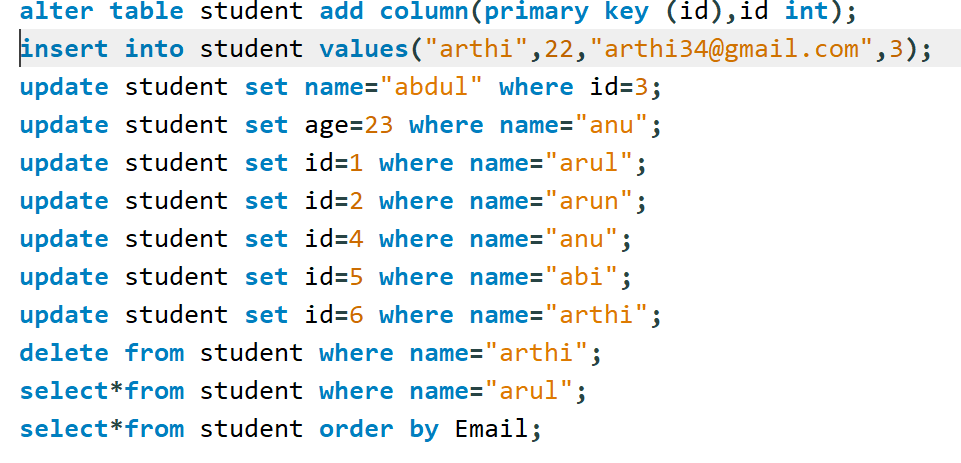 alter table student add column(primary key (id),id int);
insert into student values("arthi",22,"arthi34@gmail.com",3);
update student set name="abdul" where id=3;
update student set age=23 where name="anu";
update student set id=1 where name="arul";
update student set id=2 where name="arun";
update student set id=4 where name="anu";
update student set id=5 where name="abi";
update student set id=6 where name="arthi";
delete from student where name="arthi";
select*from student where name="arul";
select*from student order by Email;